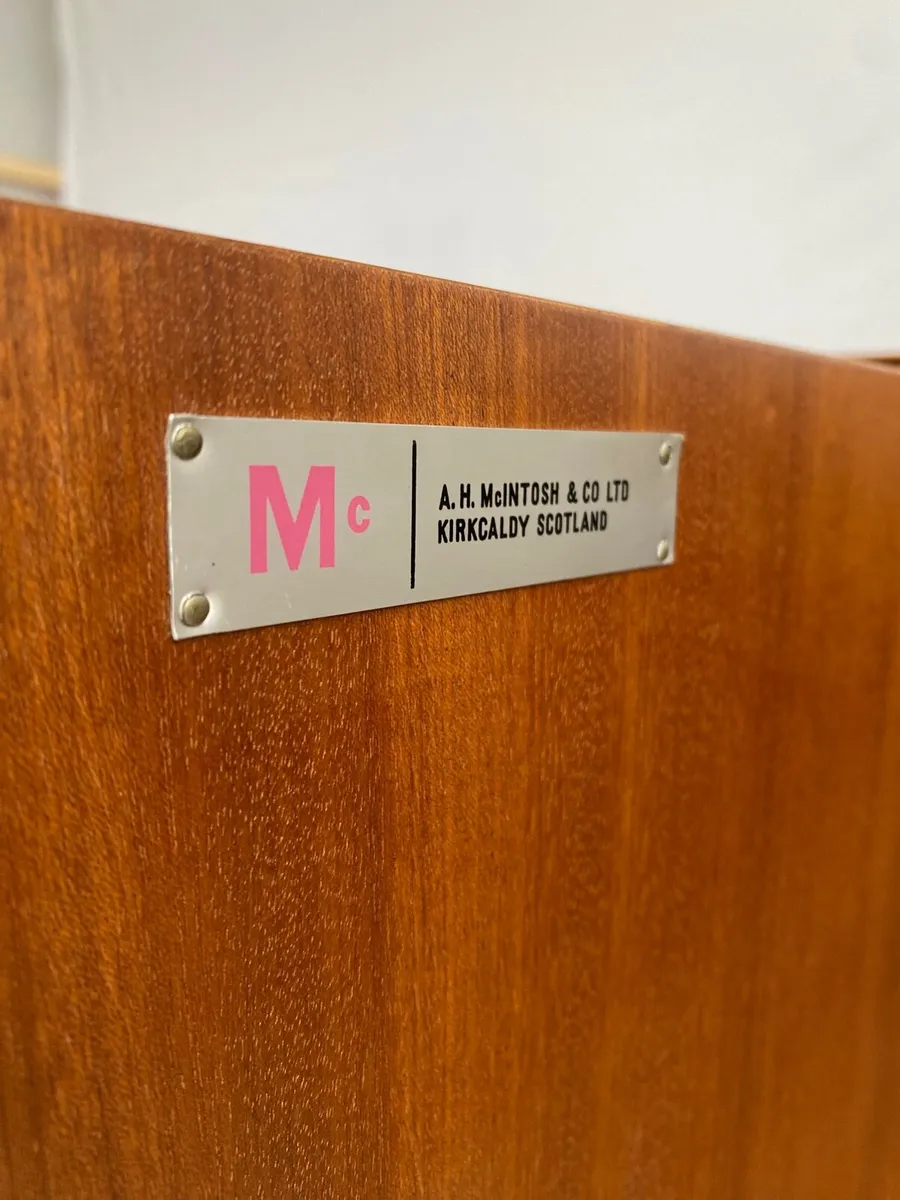 Mc
A.H. McINTOSH & CO LTD
KIRKCALDY SCOTLAND